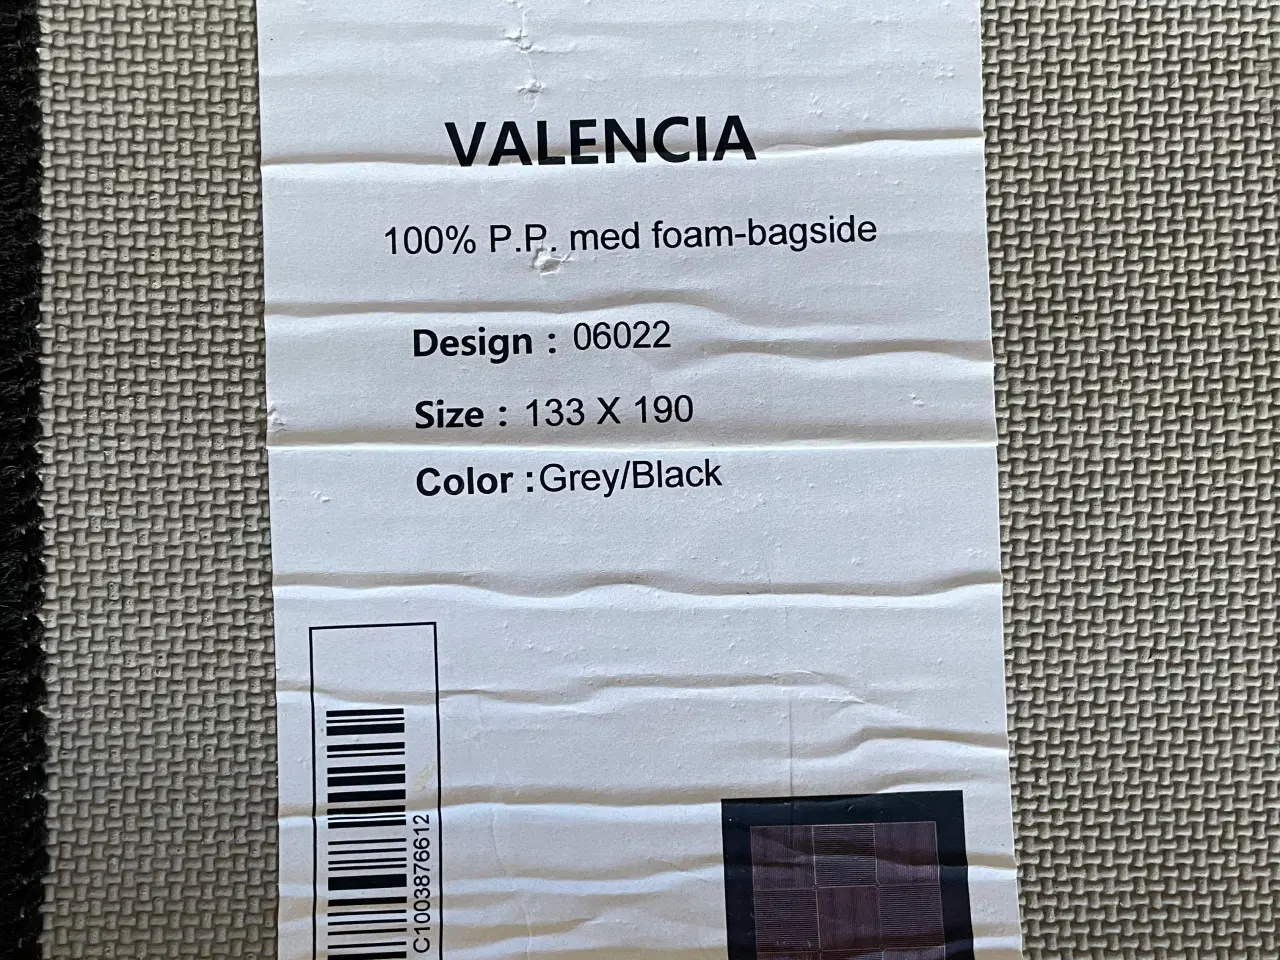 VALENCIA
100% P.P. med foam-bagside
Design : 06022
Size : 133 X 190
Color :Grey/Black
C1003876612